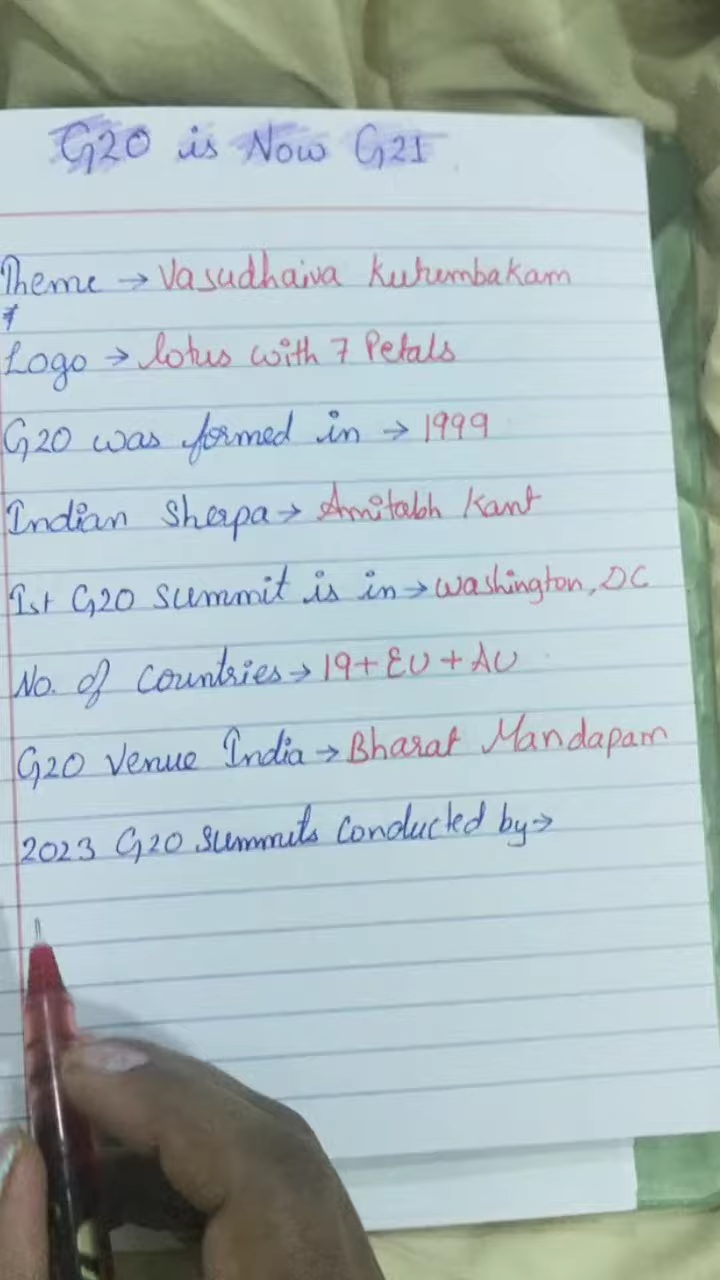 G20 is Now G21
Theme → Vasudhaiva Kutumbakam
Logo → lotus with 7 Petals
G20 was formed in → 1999
Indian Sherpa → Amitabh Kant
1st G20 summit is in → Washington, DC
No. of Countries → 19+EU+AU
G20 Venue India → Bharat Mandapam
2023 G20 Summits Conducted by →